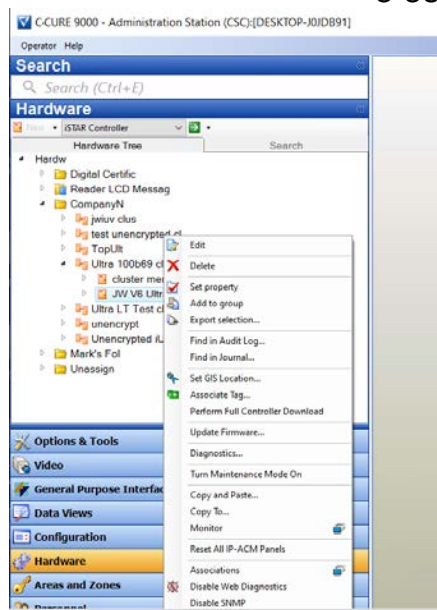 C-CURE 9000 - Administration Station (CSC):[DESKTOP-J0JDB91]
Operator Help
Search
Search (Ctrl+E)
Hardware
New iSTAR Controller
Hardware Tree Search
Hardw
Digital Certific
Reader LCD Messag
CompanyN
jwiuv clus
test unencrypted cl
TopUlt
Ultra 100b69 cl
cluster me
JW V6 Ultr
Ultra LT Test cl
unencrypt
Unencrypted iL
Mark's Fol
Unassign
Edit
Delete
Set property
Add to group
Export selection...
Find in Audit Log...
Find in Journal...
Set GIS Location...
Associate Tag...
Perform Full Controller Download
Update Firmware...
Diagnostics...
Turn Maintenance Mode On
Copy and Paste...
Copy To...
Monitor
Reset All IP-ACM Panels
Associations
Disable Web Diagnostics
Disable SNMP
Options & Tools
Video
General Purpose Interfac
Data Views
Configuration
Hardware
Areas and Zones